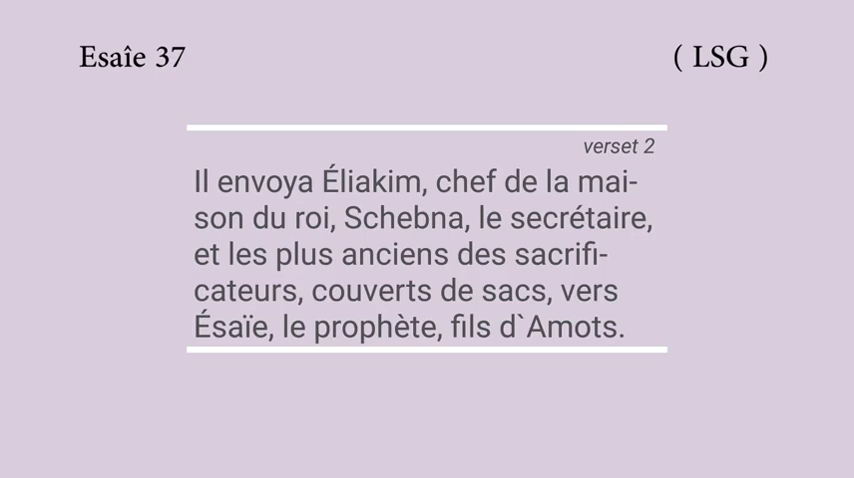 Esaîe 37
( LSG )
verset 2
Il envoya Éliakim, chef de la mai-
son du roi, Schebna, le secrétaire,
et les plus anciens des sacrifi-
cateurs, couverts de sacs, vers
Ésaïe, le prophète, fils d`Amots.